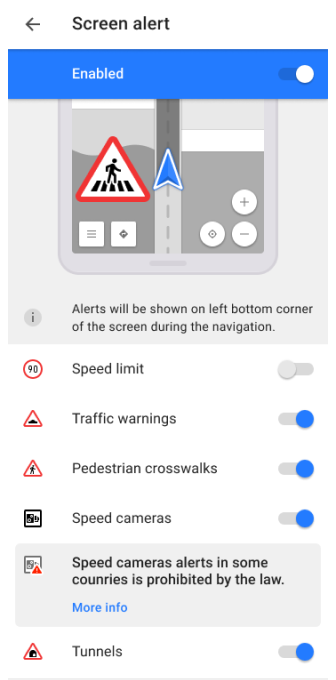 Screen alert
Enabled
Alerts will be shown on left bottom corner
of the screen during the navigation.
90
Speed limit
Traffic warnings
Pedestrian crosswalks
Speed cameras
Speed cameras alerts in some
counries is prohibited by the law.
More info
Tunnels